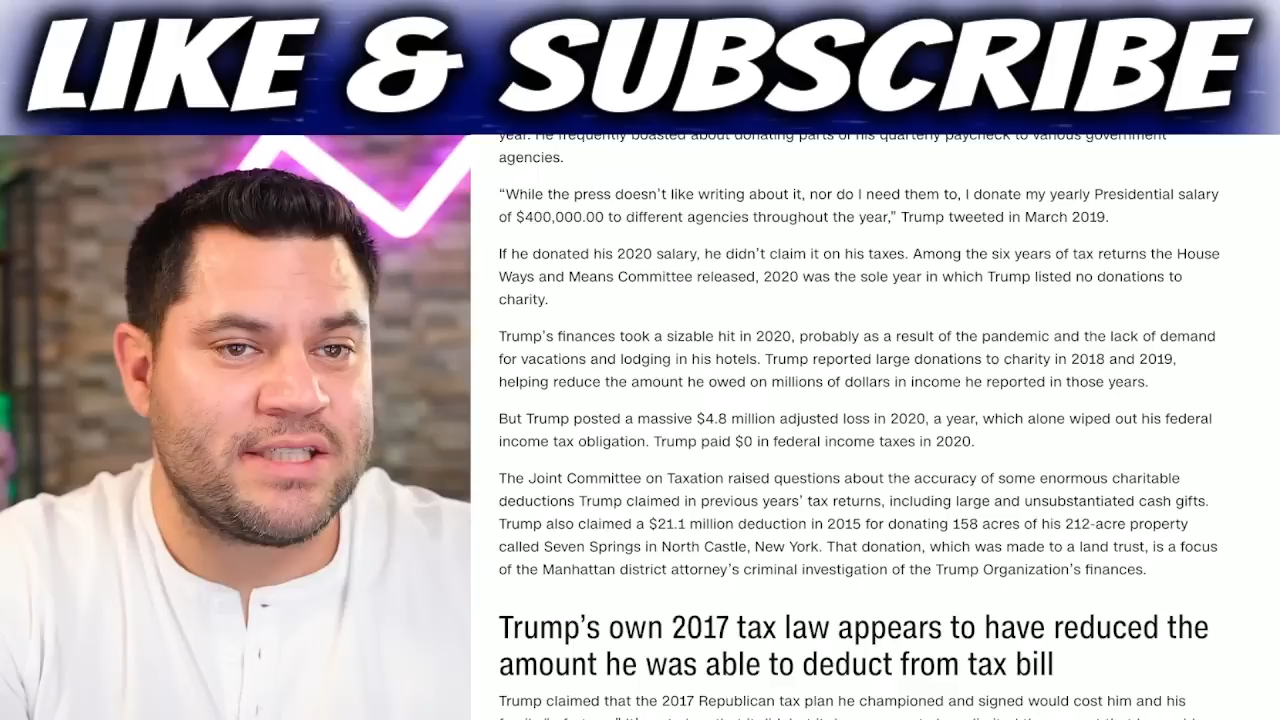 LIKE & SUBSCRIBE
year. He frequently boasted about donating parts of his quarterly paycheck to various government
agencies.
“While the press doesn’t like writing about it, nor do I need them to, I donate my yearly Presidential salary
of $400,000.00 to different agencies throughout the year,” Trump tweeted in March 2019.
If he donated his 2020 salary, he didn’t claim it on his taxes. Among the six years of tax returns the House
Ways and Means Committee released, 2020 was the sole year in which Trump listed no donations to
charity.
Trump’s finances took a sizable hit in 2020, probably as a result of the pandemic and the lack of demand
for vacations and lodging in his hotels. Trump reported large donations to charity in 2018 and 2019,
helping reduce the amount he owed on millions of dollars in income he reported in those years.
But Trump posted a massive $4.8 million adjusted loss in 2020, a year, which alone wiped out his federal
income tax obligation. Trump paid $0 in federal income taxes in 2020.
The Joint Committee on Taxation raised questions about the accuracy of some enormous charitable
deductions Trump claimed in previous years’ tax returns, including large and unsubstantiated cash gifts.
Trump also claimed a $21.1 million deduction in 2015 for donating 158 acres of his 212-acre property
called Seven Springs in North Castle, New York. That donation, which was made to a land trust, is a focus
of the Manhattan district attorney’s criminal investigation of the Trump Organization’s finances.
Trump’s own 2017 tax law appears to have reduced the
amount he was able to deduct from tax bill
Trump claimed that the 2017 Republican tax plan he championed and signed would cost him and his